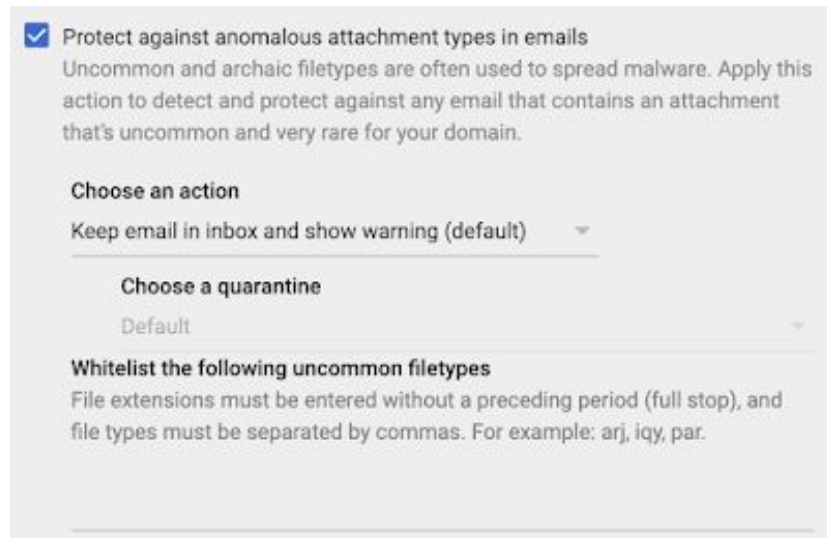 Protect against anomalous attachment types in emails
Uncommon and archaic filetypes are often used to spread malware. Apply this
action to detect and protect against any email that contains an attachment
that's uncommon and very rare for your domain.
Choose an action
Keep email in inbox and show warning (default)
Choose a quarantine
Default
Whitelist the following uncommon filetypes
File extensions must be entered without a preceding period (full stop), and
file types must be separated by commas. For example: arj, iqy, par.